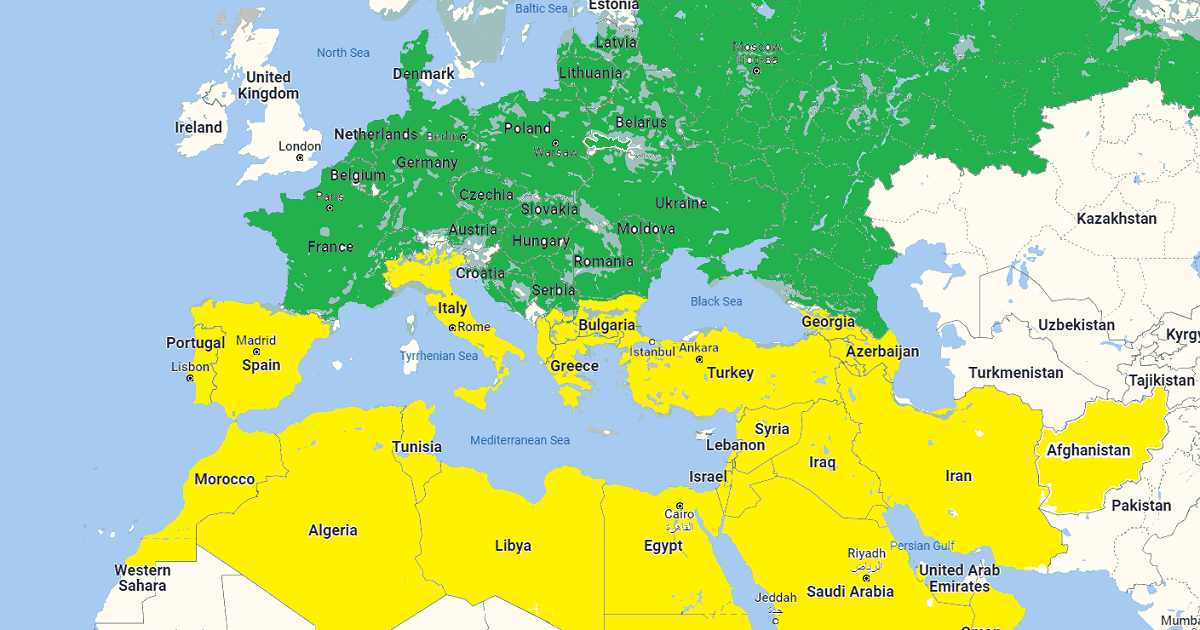 Baltic Sea
Estonia
Latvia
Moscow
Москва
North Sea
Denmark
Lithuania
United
Kingdom
Ireland
Netherlands
Berlin
Poland
Belarus
London
Warsaw
Germany
Belgium
Paris
Czechia
Slovakia
Ukraine
Kazakhstan
France
Austria
Hungary
Moldova
Romania
Croatia
Serbia
Black Sea
Italy
Rome
Bulgaria
Georgia
Uzbekistan
Kyrgy
Portugal
Madrid
Spain
Lisbon
Tyrrhenian Sea
Greece
Istanbul
Ankara
Turkey
Azerbaijan
Turkmenistan
Tajikistan
Tunisia
Mediterranean Sea
Syria
Lebanon
Afghanistan
Morocco
Israel
Iraq
Iran
Pakistan
Algeria
Libya
Cairo
القاهرة
Egypt
Persian Gulf
Riyadh
الرياض
Western
Sahara
United Arab
Emirates
Saudi Arabia
Jeddah
جدة
Oman
Mumb